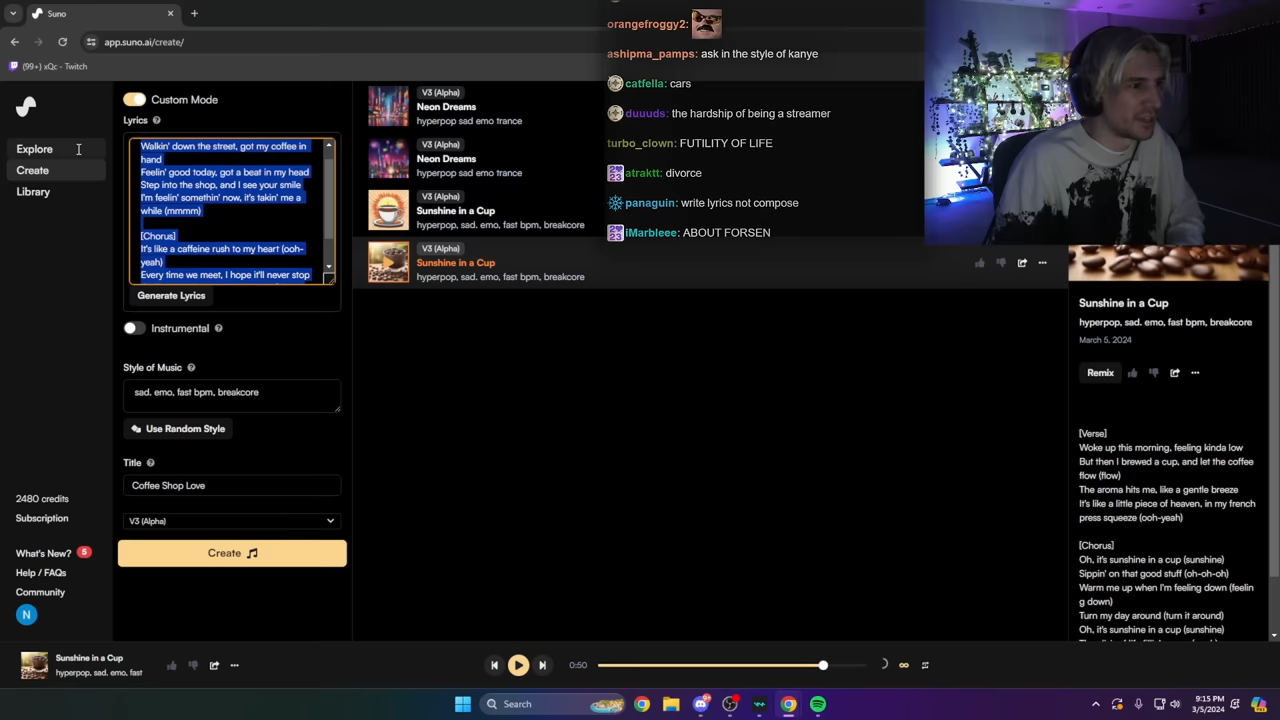 Suno
app.suno.ai/create/
(99+) xQc - Twitch
Explore
Create
Library
2480 credits
Subscription
What's New? 5
Help / FAQs
Community
N
Custom Mode
Lyrics
Walkin' down the street, got my coffee in
hand
Feelin' good today, got a beat in my head
Step into the shop, and I see your smile
I'm feelin' somethin' now, it's takin' me a
while (mmmm)
[Chorus]
It's like a caffeine rush to my heart (ooh-
yeah)
Every time we meet, I hope it'll never stop
Generate Lyrics
Instrumental
Style of Music
sad. emo, fast bpm, breakcore
Use Random Style
Title
Coffee Shop Love
V3 (Alpha)
Create
V3 (Alpha)
Neon Dreams
hyperpop sad emo trance
V3 (Alpha)
Neon Dreams
hyperpop sad emo trance
V3 (Alpha)
Sunshine in a Cup
hyperpop, sad. emo, fast bpm, breakcore
V3 (Alpha)
Sunshine in a Cup
hyperpop, sad. emo, fast bpm, breakcore
orangefroggy2:
ashipma_pamps: ask in the style of kanye
catfella: cars
duuuds: the hardship of being a streamer
turbo_clown: FUTILITY OF LIFE
atraktt: divorce
panaguin: write lyrics not compose
iMarbleee: ABOUT FORSEN
Sunshine in a Cup
hyperpop, sad. emo, fast bpm, breakcore
March 5, 2024
Remix
[Verse]
Woke up this morning, feeling kinda low
But then I brewed a cup, and let the coffee
flow (flow)
The aroma hits me, like a gentle breeze
It's like a little piece of heaven, in my french
press squeeze (ooh-yeah)
[Chorus]
Oh, it's sunshine in a cup (sunshine)
Sippin' on that good stuff (oh-oh-oh)
Warm me up when I'm feeling down (feelin
g down)
Turn my day around (turn it around)
Oh, it's sunshine in a cup (sunshine)
Sunshine in a Cup
hyperpop, sad. emo, fast
0:50
Search
9:15 PM
3/5/2024